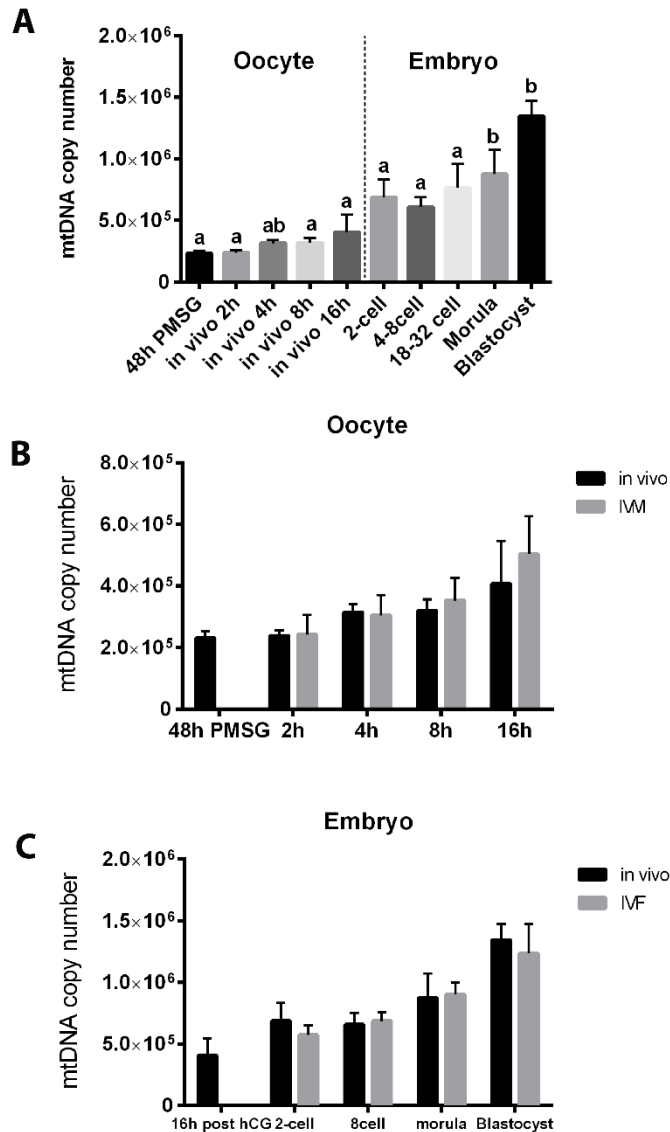 A
mtDNA copy number
2.0×10⁶
1.5×10⁶
1.0×10⁶
5.0×10⁵
0
Oocyte
Embryo
a
a
ab
a
a
a
a
a
b
b
48h PMSG
in vivo 2h
in vivo 4h
in vivo 8h
in vivo 16h
2-cell
4-8cell
18-32 cell
Morula
Blastocyst
B
Oocyte
mtDNA copy number
8.0×10⁵
6.0×10⁵
4.0×10⁵
2.0×10⁵
0
in vivo
IVM
48h PMSG 2h 4h 8h 16h
C
Embryo
mtDNA copy number
2.0×10⁶
1.5×10⁶
1.0×10⁶
5.0×10⁵
0
in vivo
IVF
16h post hCG 2-cell 8cell morula Blastocyst